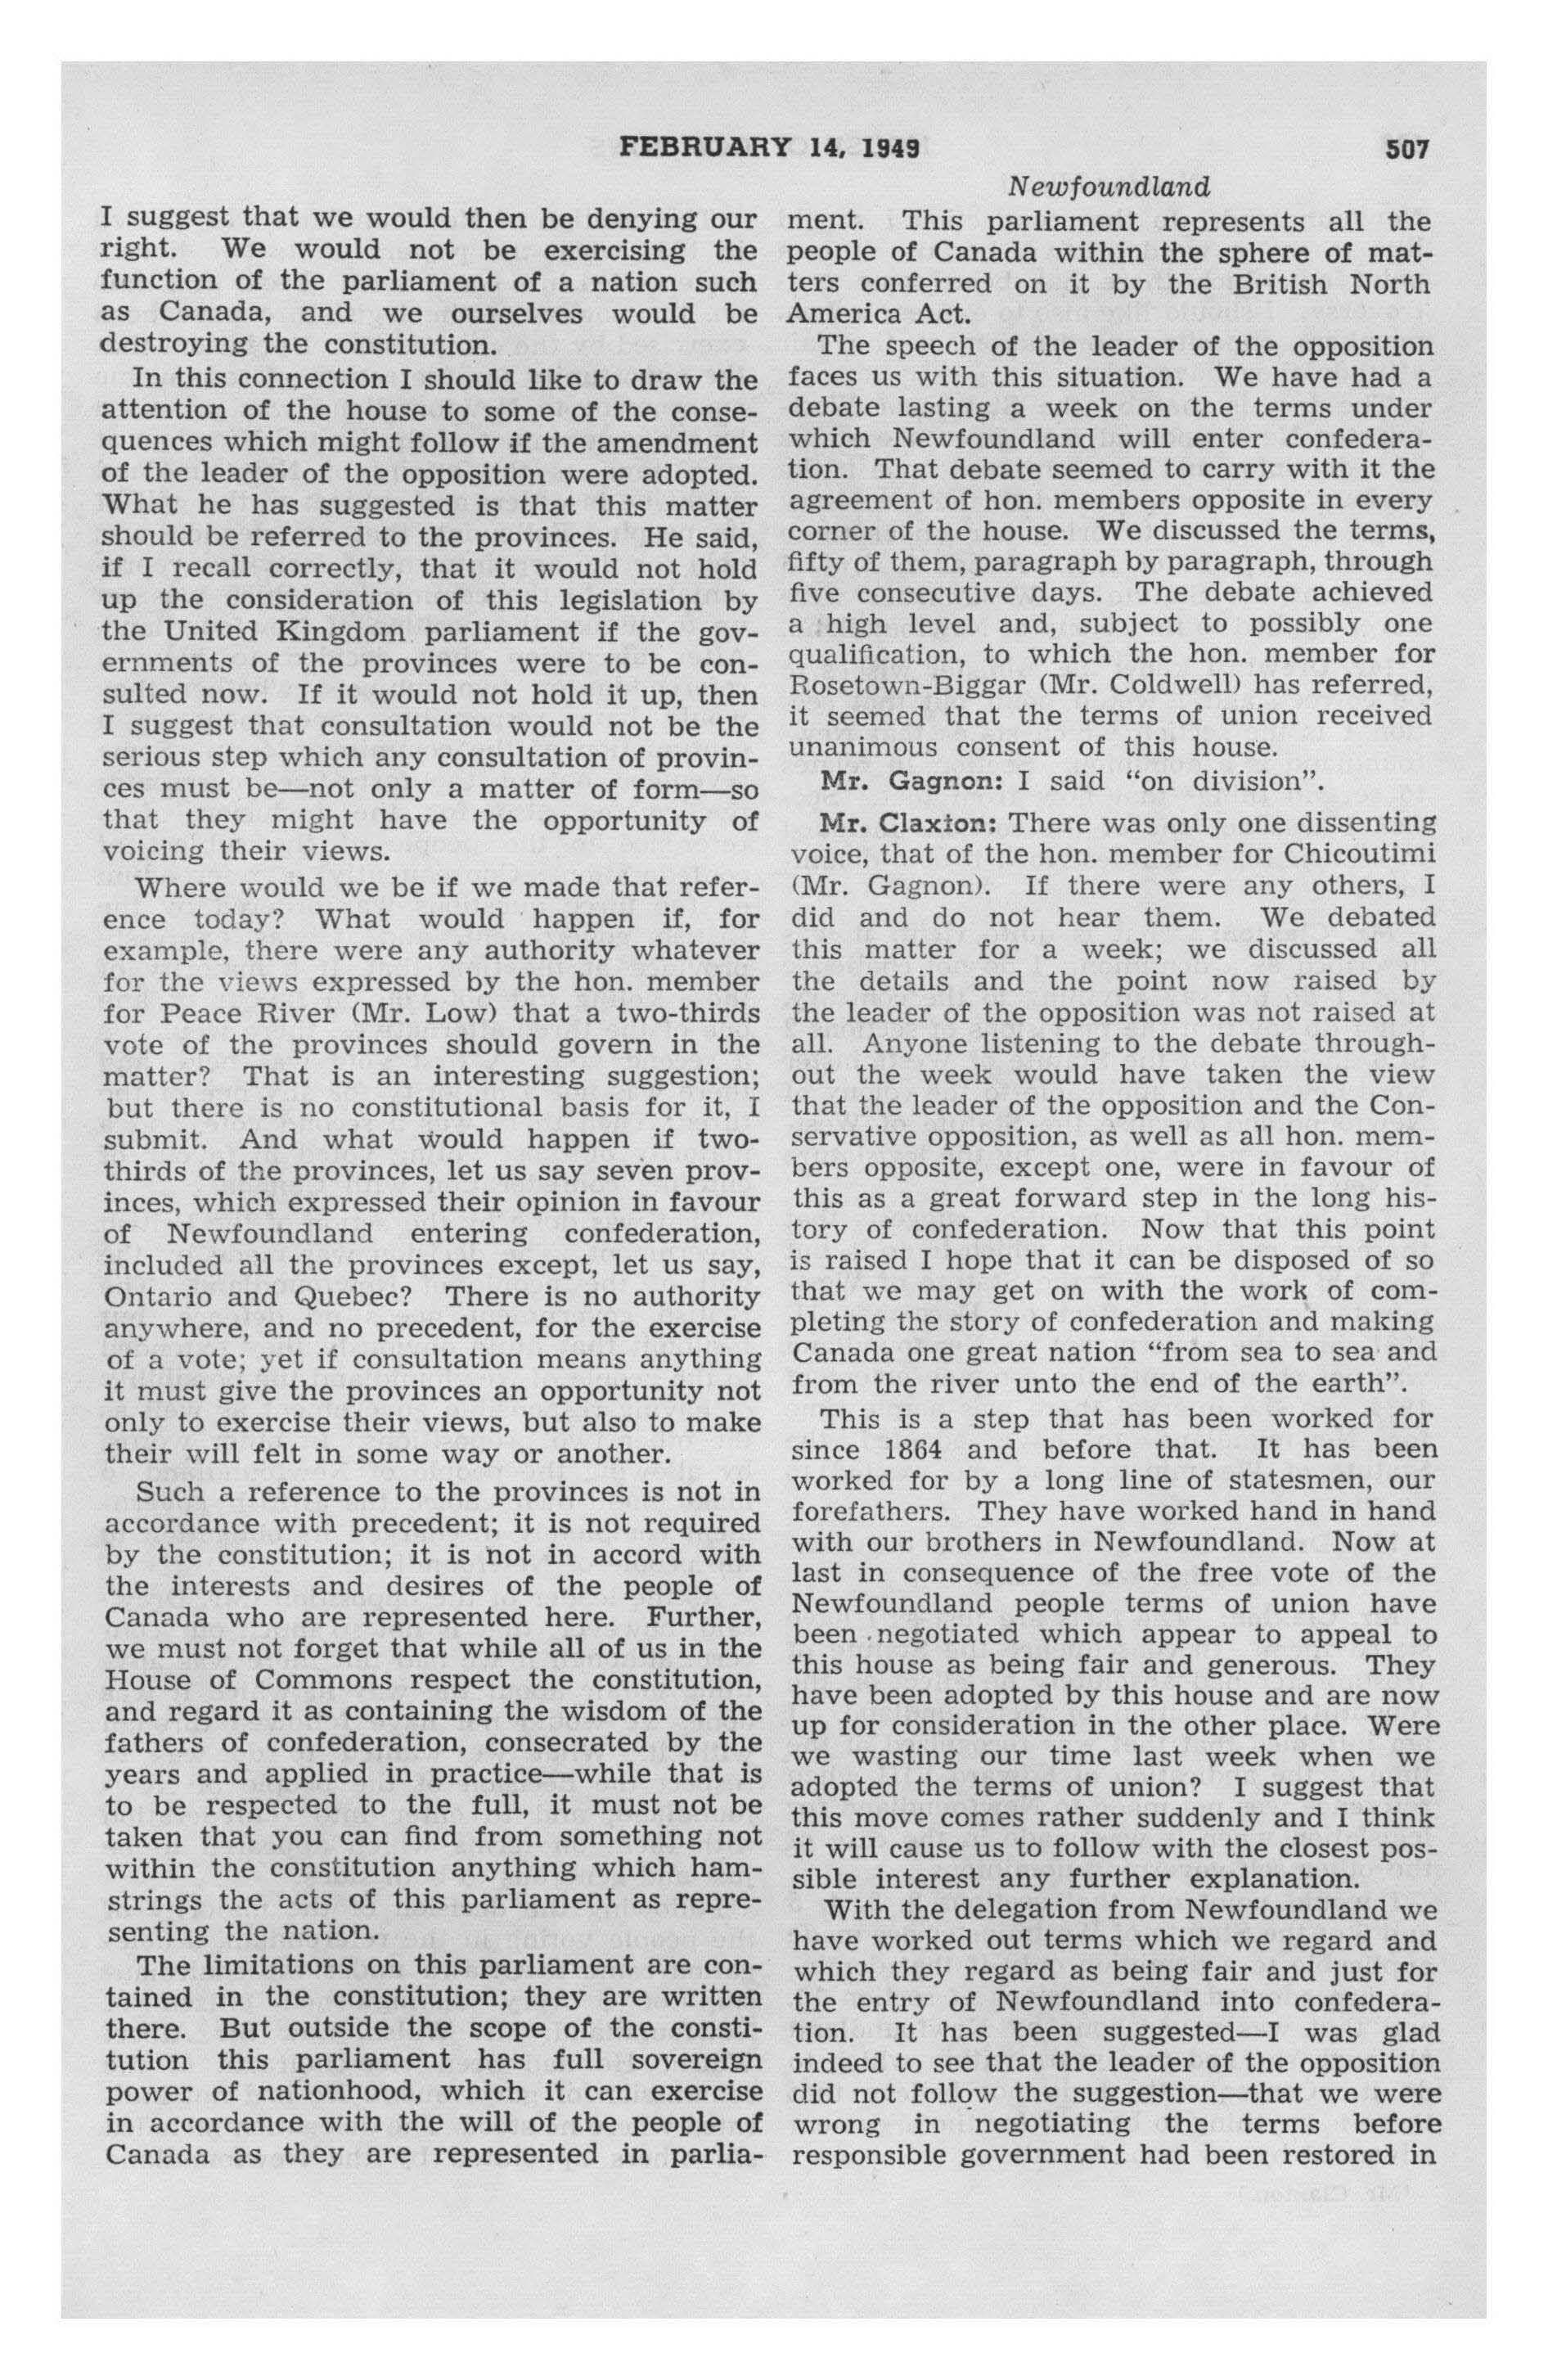 FEBRUARY 14, 1949
507
Newfoundland
I suggest that we would then be denying our
right. We would not be exercising the
function of the parliament of a nation such
as Canada, and we ourselves would be
destroying the constitution.
In this connection I should like to draw the
attention of the house to some of the conse-
quences which might follow if the amendment
of the leader of the opposition were adopted.
What he has suggested is that this matter
should be referred to the provinces. He said,
if I recall correctly, that it would not hold
up the consideration of this legislation by
the United Kingdom parliament if the gov-
ernments of the provinces were to be con-
sulted now. If it would not hold it up, then
I suggest that consultation would not be the
serious step which any consultation of provin-
ces must be—not only a matter of form—so
that they might have the opportunity of
voicing their views.
Where would we be if we made that refer-
ence today? What would happen if, for
example, there were any authority whatever
for the views expressed by the hon. member
for Peace River (Mr. Low) that a two-thirds
vote of the provinces should govern in the
matter? That is an interesting suggestion;
but there is no constitutional basis for it, I
submit. And what would happen if two-
thirds of the provinces, let us say seven prov-
inces, which expressed their opinion in favour
of Newfoundland entering confederation,
included all the provinces except, let us say,
Ontario and Quebec? There is no authority
anywhere, and no precedent, for the exercise
of a vote; yet if consultation means anything
it must give the provinces an opportunity not
only to exercise their views, but also to make
their will felt in some way or another.
Such a reference to the provinces is not in
accordance with precedent; it is not required
by the constitution; it is not in accord with
the interests and desires of the people of
Canada who are represented here. Further,
we must not forget that while all of us in the
House of Commons respect the constitution,
and regard it as containing the wisdom of the
fathers of confederation, consecrated by the
years and applied in practice—while that is
to be respected to the full, it must not be
taken that you can find from something not
within the constitution anything which ham-
strings the acts of this parliament as repre-
senting the nation.
The limitations on this parliament are con-
tained in the constitution; they are written
there. But outside the scope of the consti-
tution this parliament has full sovereign
power of nationhood, which it can exercise
in accordance with the will of the people of
Canada as they are represented in parlia-
ment. This parliament represents all the
people of Canada within the sphere of mat-
ters conferred on it by the British North
America Act.
The speech of the leader of the opposition
faces us with this situation. We have had a
debate lasting a week on the terms under
which Newfoundland will enter confedera-
tion. That debate seemed to carry with it the
agreement of hon. members opposite in every
corner of the house. We discussed the terms,
fifty of them, paragraph by paragraph, through
five consecutive days. The debate achieved
a high level and, subject to possibly one
qualification, to which the hon. member for
Rosetown-Biggar (Mr. Coldwell) has referred,
it seemed that the terms of union received
unanimous consent of this house.
Mr. Gagnon: I said "on division".
Mr. Claxton: There was only one dissenting
voice, that of the hon. member for Chicoutimi
(Mr. Gagnon). If there were any others, I
did and do not hear them. We debated
this matter for a week; we discussed all
the details and the point now raised by
the leader of the opposition was not raised at
all. Anyone listening to the debate through-
out the week would have taken the view
that the leader of the opposition and the Con-
servative opposition, as well as all hon. mem-
bers opposite, except one, were in favour of
this as a great forward step in the long his-
tory of confederation. Now that this point
is raised I hope that it can be disposed of so
that we may get on with the work of com-
pleting the story of confederation and making
Canada one great nation "from sea to sea and
from the river unto the end of the earth".
This is a step that has been worked for
since 1864 and before that. It has been
worked for by a long line of statesmen, our
forefathers. They have worked hand in hand
with our brothers in Newfoundland. Now at
last in consequence of the free vote of the
Newfoundland people terms of union have
been negotiated which appear to appeal to
this house as being fair and generous. They
have been adopted by this house and are now
up for consideration in the other place. Were
we wasting our time last week when we
adopted the terms of union? I suggest that
this move comes rather suddenly and I think
it will cause us to follow with the closest pos-
sible interest any further explanation.
With the delegation from Newfoundland we
have worked out terms which we regard and
which they regard as being fair and just for
the entry of Newfoundland into confedera-
tion. It has been suggested—I was glad
indeed to see that the leader of the opposition
did not follow the suggestion—that we were
wrong in negotiating the terms before
responsible government had been restored in